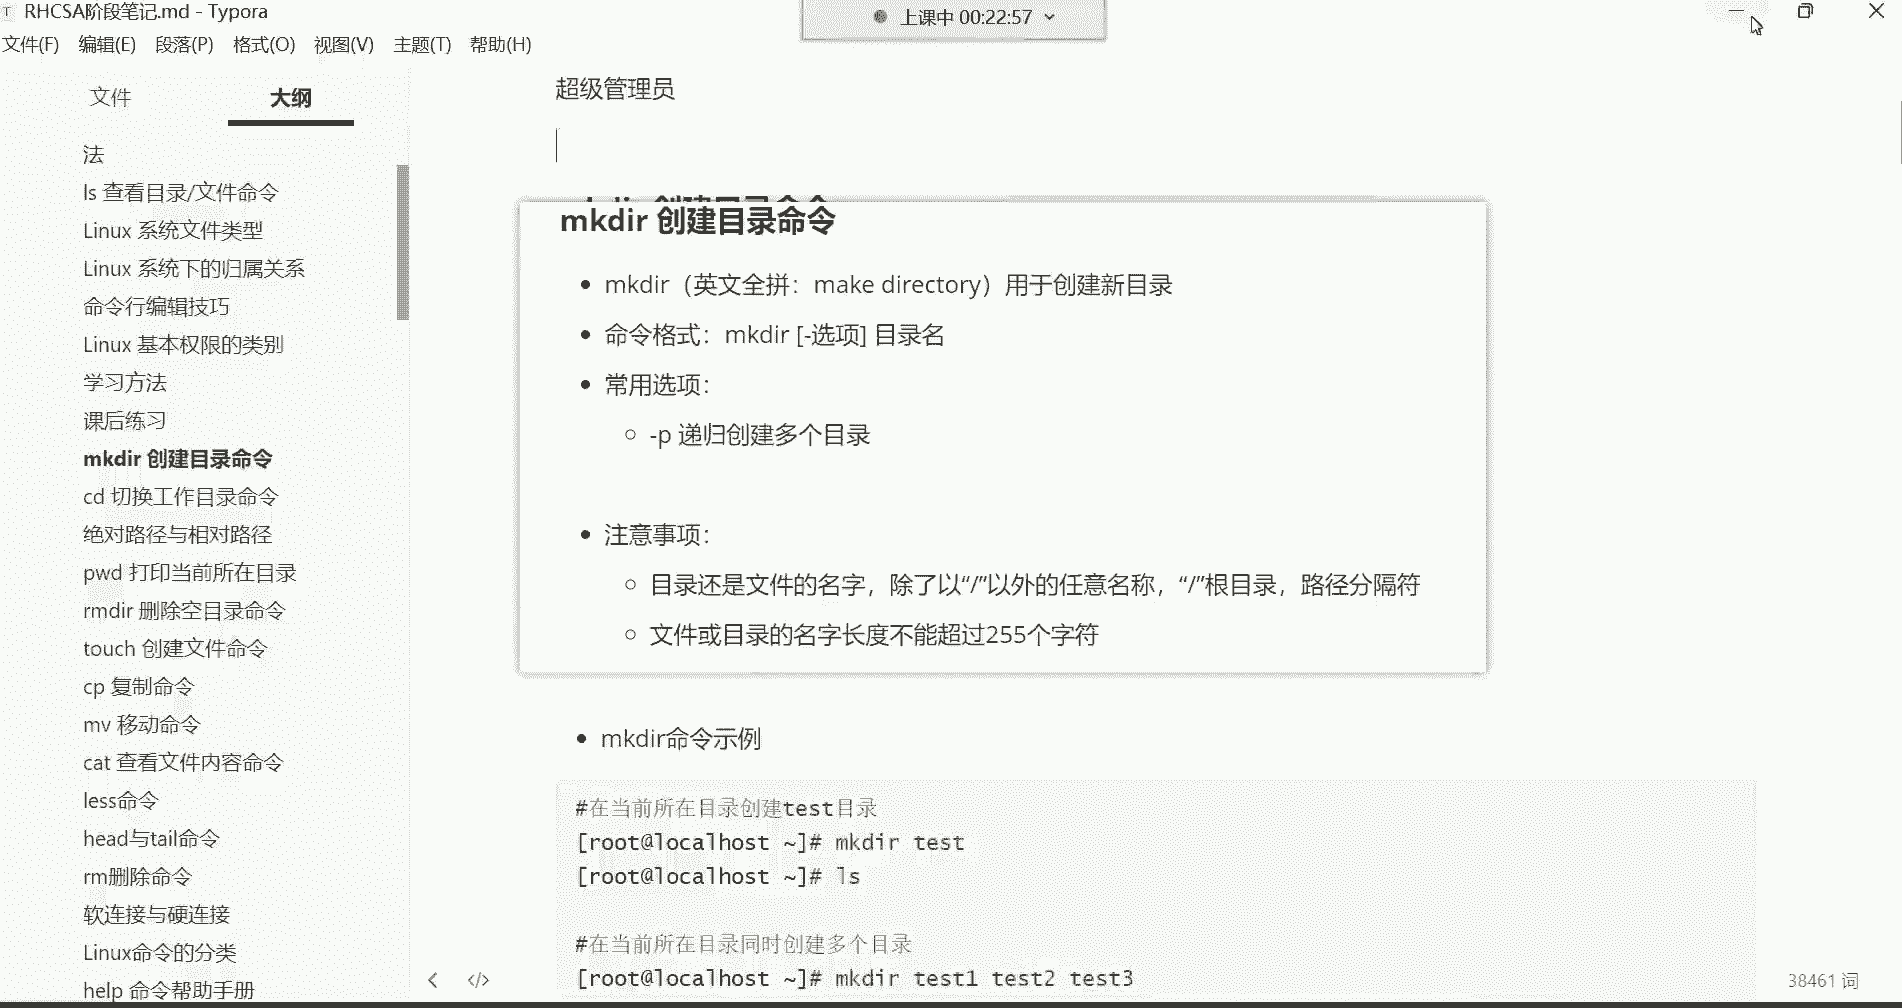 RHCSA阶段笔记.md - Typora
上课中 00:22:57
文件(F) 编辑(E) 段落(P) 格式(O) 视图(V) 主题(T) 帮助(H)
文件 大纲
法
ls 查看目录/文件命令
Linux 系统文件类型
Linux 系统下的归属关系
命令行编辑技巧
Linux 基本权限的类别
学习方法
课后练习
mkdir 创建目录命令
cd 切换工作目录命令
绝对路径与相对路径
pwd 打印当前所在目录
rmdir 删除空目录命令
touch 创建文件命令
cp 复制命令
mv 移动命令
cat 查看文件内容命令
less命令
head与tail命令
rm删除命令
软连接与硬连接
Linux命令的分类
help 命令帮助手册
超级管理员
mkdir 创建目录命令
mkdir（英文全拼：make directory）用于创建新目录
命令格式：mkdir [-选项] 目录名
常用选项：
-p 递归创建多个目录
注意事项：
目录还是文件的名字，除了以“/”以外的任意名称，“/”根目录，路径分隔符
文件或目录的名字长度不能超过255个字符
mkdir命令示例
#在当前所在目录创建test目录
[root@localhost ~]# mkdir test
[root@localhost ~]# ls
#在当前所在目录同时创建多个目录
[root@localhost ~]# mkdir test1 test2 test3
38461 词